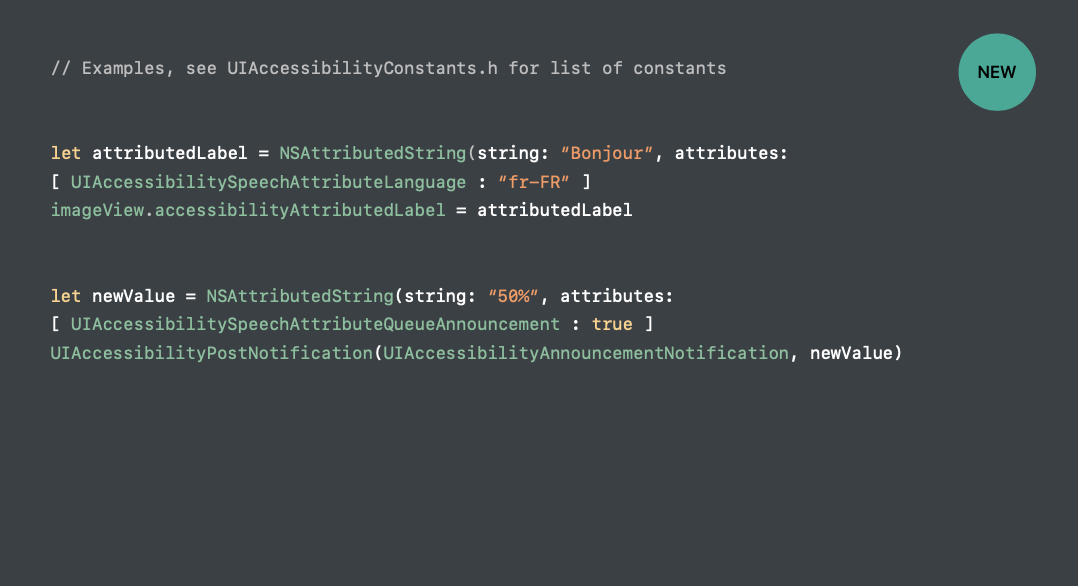 // Examples, see UIAccessibilityConstants.h for list of constants
NEW
let attributedLabel = NSAttributedString(string: “Bonjour”, attributes:
[ UIAccessibilitySpeechAttributeLanguage : “fr–FR” ]
imageView.accessibilityAttributedLabel = attributedLabel
let newValue = NSAttributedString(string: “50%”, attributes:
[ UIAccessibilitySpeechAttributeQueueAnnouncement : true ]
UIAccessibilityPostNotification(UIAccessibilityAnnouncementNotification, newValue)